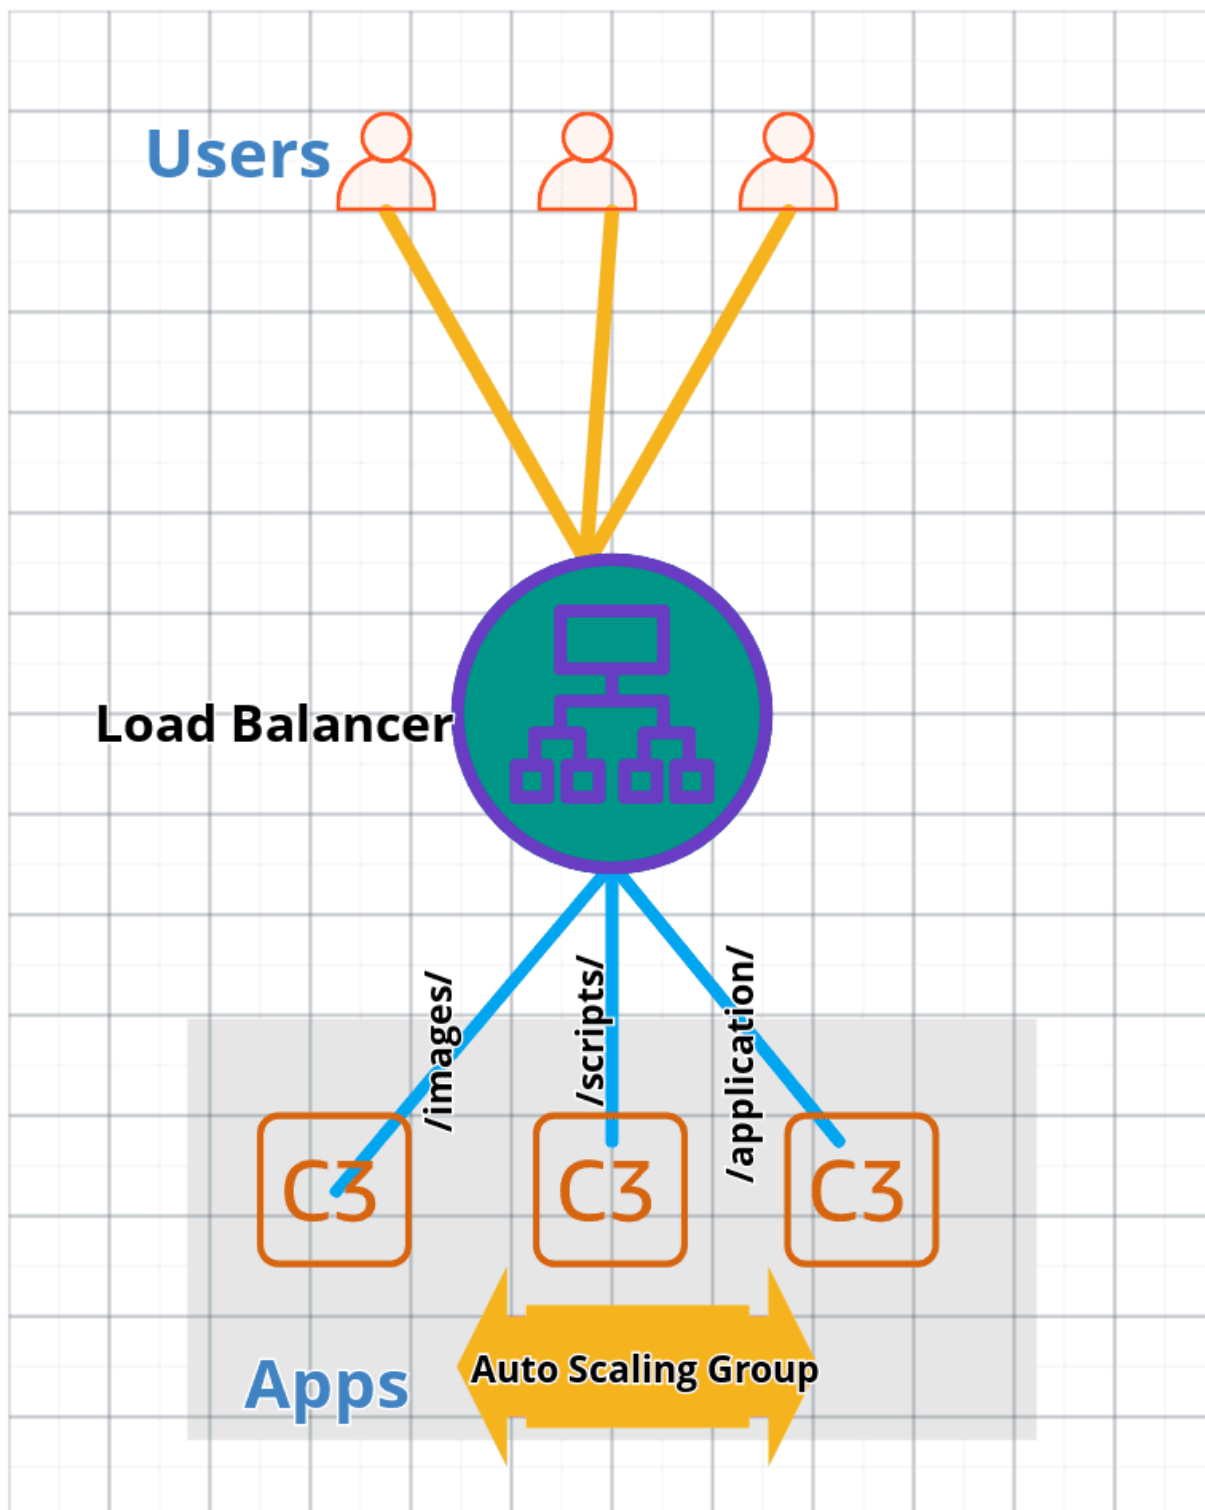 Users
Load Balancer
/images/
/scripts/
/application/
C3
C3
C3
Auto Scaling Group
Apps